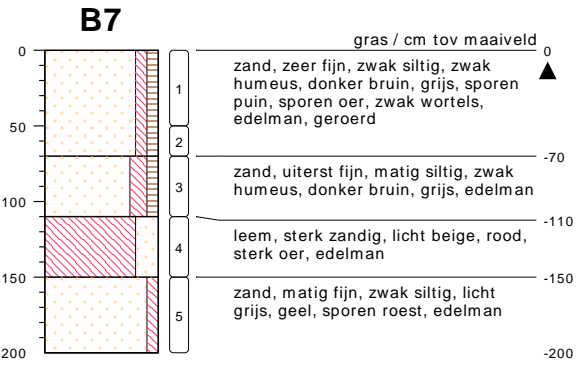 B7
gras / cm tov maaiveld
0
0
zand, zeer fijn, zwak siltig, zwak
humeus, donker bruin, grijs, sporen
puin, sporen oer, zwak wortels,
edelman, geroerd
1
50
2
-70
zand, uiterst fijn, matig siltig, zwak
humeus, donker bruin, grijs, edelman
3
100
-110
leem, sterk zandig, licht beige, rood,
sterk oer, edelman
4
150
-150
zand, matig fijn, zwak siltig, licht
grijs, geel, sporen roest, edelman
5
200
-200